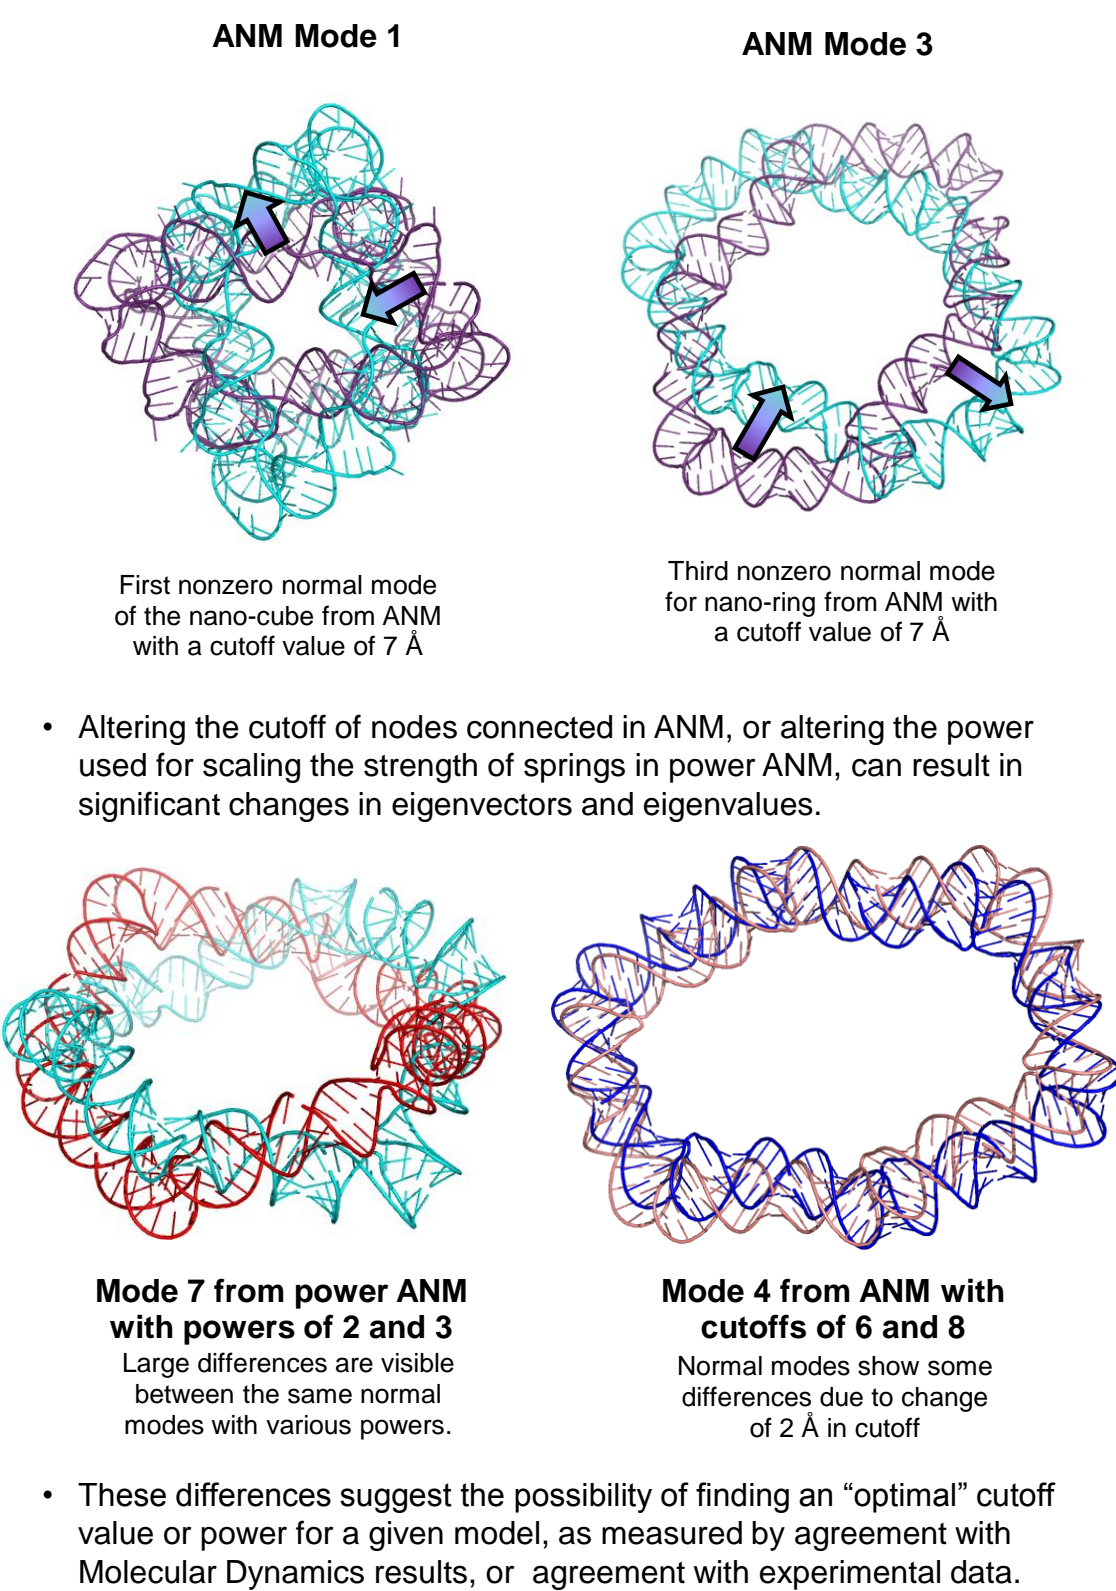 ANM Mode 1
ANM Mode 3
First nonzero normal mode
of the nano-cube from ANM
with a cutoff value of 7 Å
Third nonzero normal mode
for nano-ring from ANM with
a cutoff value of 7 Å
• Altering the cutoff of nodes connected in ANM, or altering the power
used for scaling the strength of springs in power ANM, can result in
significant changes in eigenvectors and eigenvalues.
Mode 7 from power ANM
with powers of 2 and 3
Large differences are visible
between the same normal
modes with various powers.
Mode 4 from ANM with
cutoffs of 6 and 8
Normal modes show some
differences due to change
of 2 Å in cutoff
• These differences suggest the possibility of finding an “optimal” cutoff
value or power for a given model, as measured by agreement with
Molecular Dynamics results, or  agreement with experimental data.